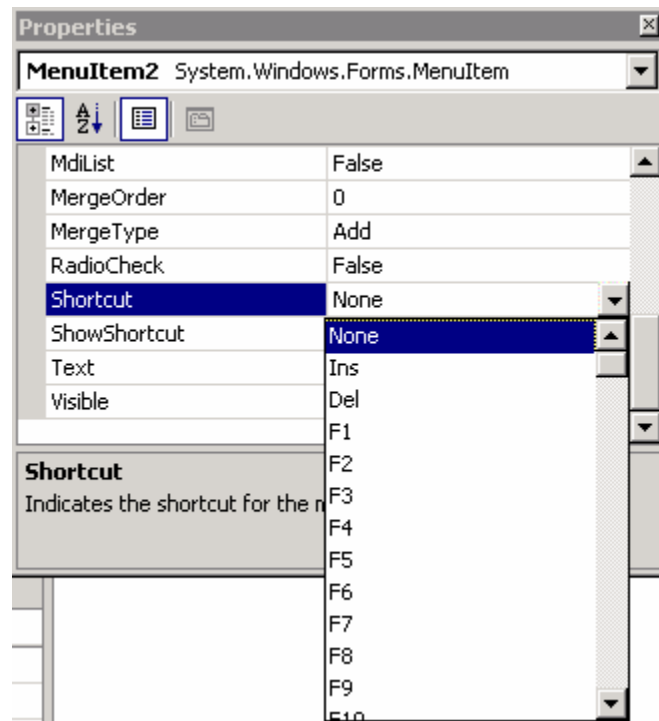 Properties
MenuItem2 System.Windows.Forms.MenuItem
MdiList False
MergeOrder 0
MergeType Add
RadioCheck False
Shortcut None
ShowShortcut
Text
Visible
None
Ins
Del
F1
F2
F3
F4
F5
F6
F7
F8
F9
F10
Shortcut
Indicates the shortcut for the